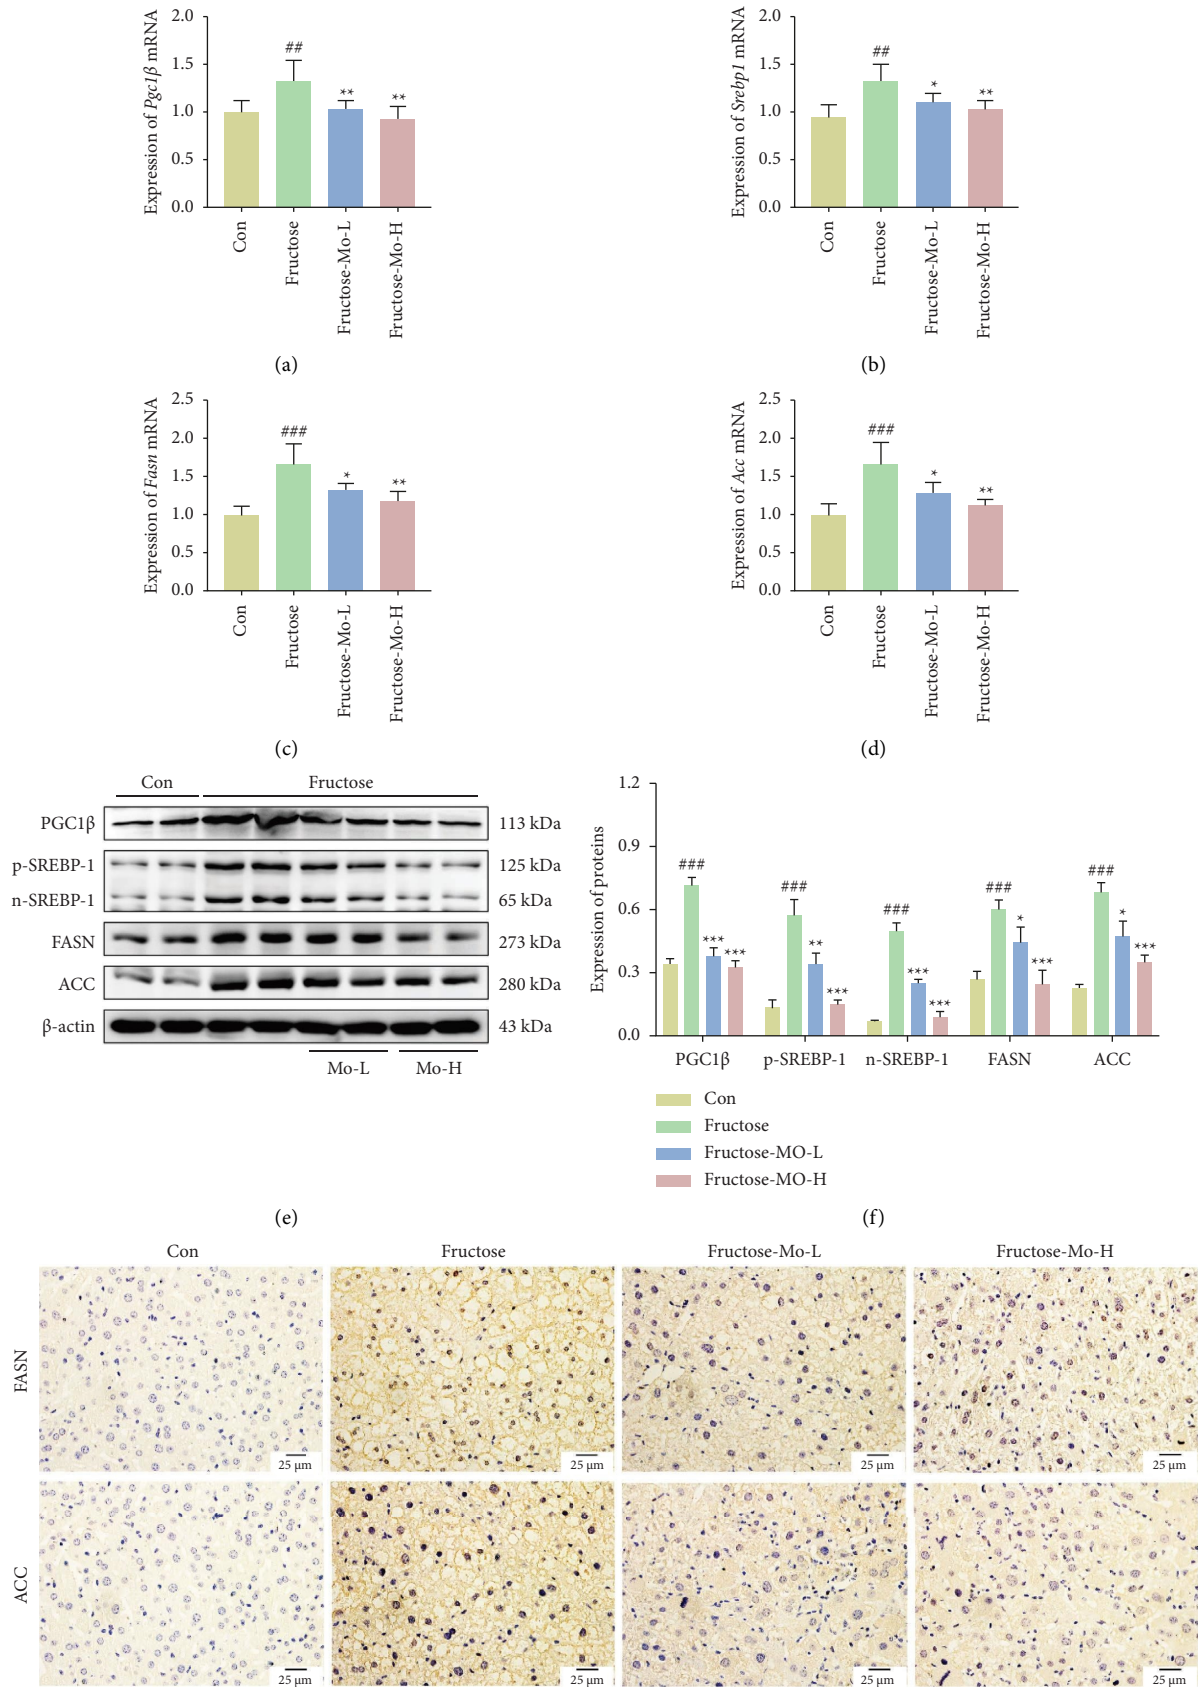 2.0
1.5
1.0
0.5
0.0
Expression of Pgc1β mRNA
##
**
**
Con
Fructose
Fructose-Mo-L
Fructose-Mo-H
(a)
2.0
1.5
1.0
0.5
0.0
Expression of Srebp1 mRNA
##
*
**
Con
Fructose
Fructose-Mo-L
Fructose-Mo-H
(b)
2.5
2.0
1.5
1.0
0.5
0.0
Expression of Fasn mRNA
###
*
**
Con
Fructose
Fructose-Mo-L
Fructose-Mo-H
(c)
2.5
2.0
1.5
1.0
0.5
0.0
Expression of Acc mRNA
###
*
**
Con
Fructose
Fructose-Mo-L
Fructose-Mo-H
(d)
Con Fructose
PGC1β 113 kDa
p-SREBP-1 125 kDa
n-SREBP-1 65 kDa
FASN 273 kDa
ACC 280 kDa
β-actin 43 kDa
Mo-L Mo-H
(e)
1.2
0.9
0.6
0.3
0.0
Expression of proteins
### *** ***
### ** ***
### *** ***
### * ***
### * ***
PGC1β p-SREBP-1 n-SREBP-1 FASN ACC
Con
Fructose
Fructose-MO-L
Fructose-MO-H
(f)
Con Fructose Fructose-Mo-L Fructose-Mo-H
FASN
25 µm 25 µm 25 µm 25 µm
ACC
25 µm 25 µm 25 µm 25 µm